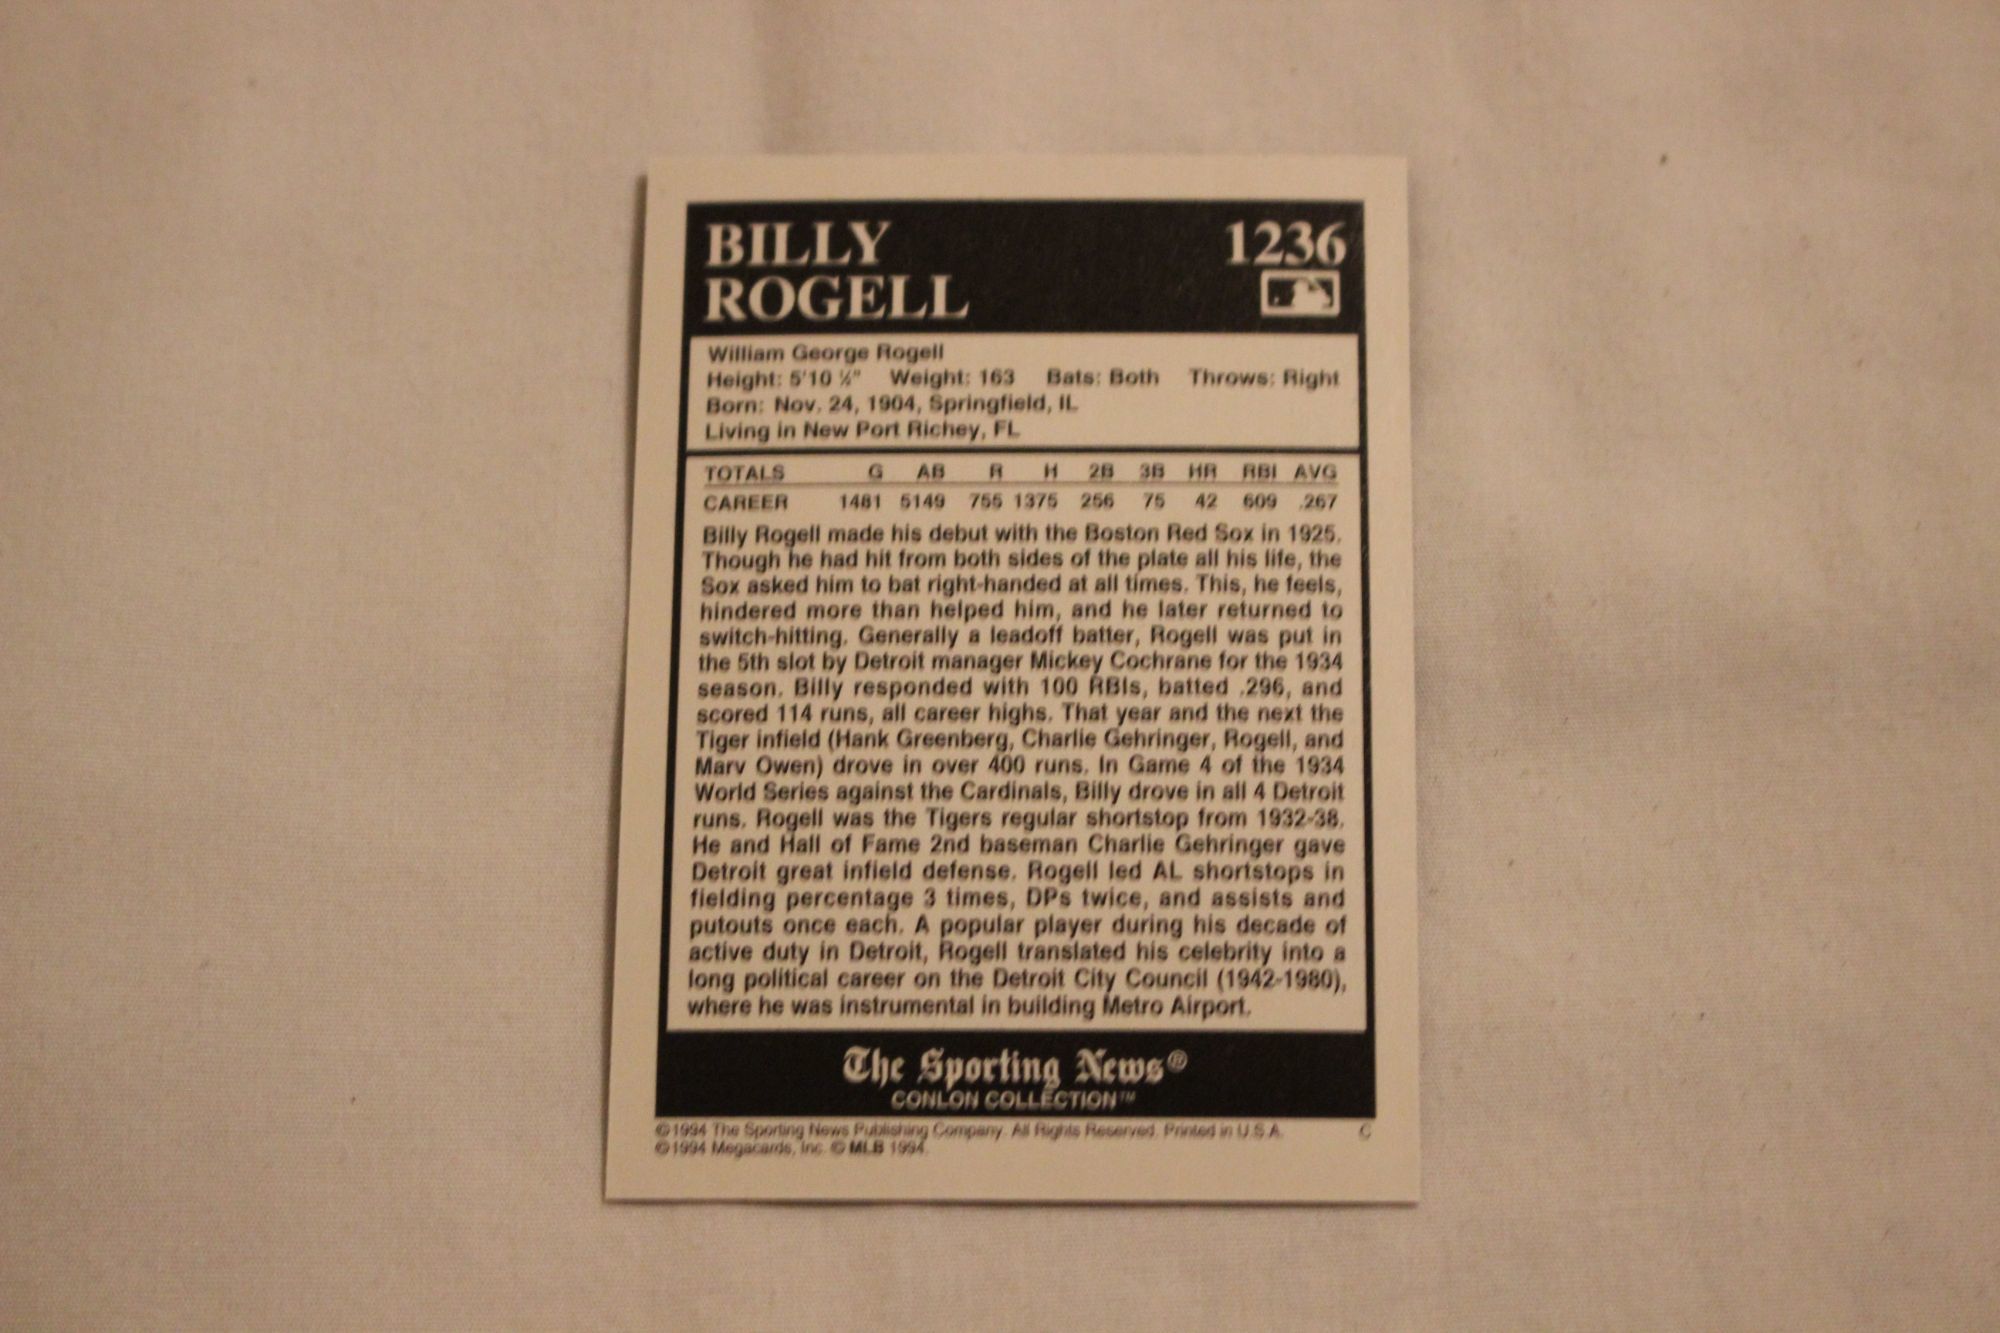 BILLY
ROGELL
1236
William George Rogell
Height: 5'10 ½" Weight: 163 Bats: Both Throws: Right
Born: Nov. 24, 1904, Springfield, IL
Living in New Port Richey, FL
TOTALS G AB R H 2B 3B HR RBI AVG
CAREER 1481 5149 755 1375 256 75 42 609 .267
Billy Rogell made his debut with the Boston Red Sox in 1925.
Though he had hit from both sides of the plate all his life, the
Sox asked him to bat right-handed at all times. This, he feels,
hindered more than helped him, and he later returned to
switch-hitting. Generally a leadoff batter, Rogell was put in
the 5th slot by Detroit manager Mickey Cochrane for the 1934
season. Billy responded with 100 RBIs, batted .296, and
scored 114 runs, all career highs. That year and the next the
Tiger infield (Hank Greenberg, Charlie Gehringer, Rogell, and
Marv Owen) drove in over 400 runs. In Game 4 of the 1934
World Series against the Cardinals, Billy drove in all 4 Detroit
runs. Rogell was the Tigers regular shortstop from 1932-38.
He and Hall of Fame 2nd baseman Charlie Gehringer gave
Detroit great infield defense. Rogell led AL shortstops in
fielding percentage 3 times, DPs twice, and assists and
putouts once each. A popular player during his decade of
active duty in Detroit, Rogell translated his celebrity into a
long political career on the Detroit City Council (1942-1980),
where he was instrumental in building Metro Airport.
The Sporting News®
CONLON COLLECTION™
©1994 The Sporting News Publishing Company. All Rights Reserved. Printed in U.S.A. C
©1994 Megacards, Inc. © MLB 1994.